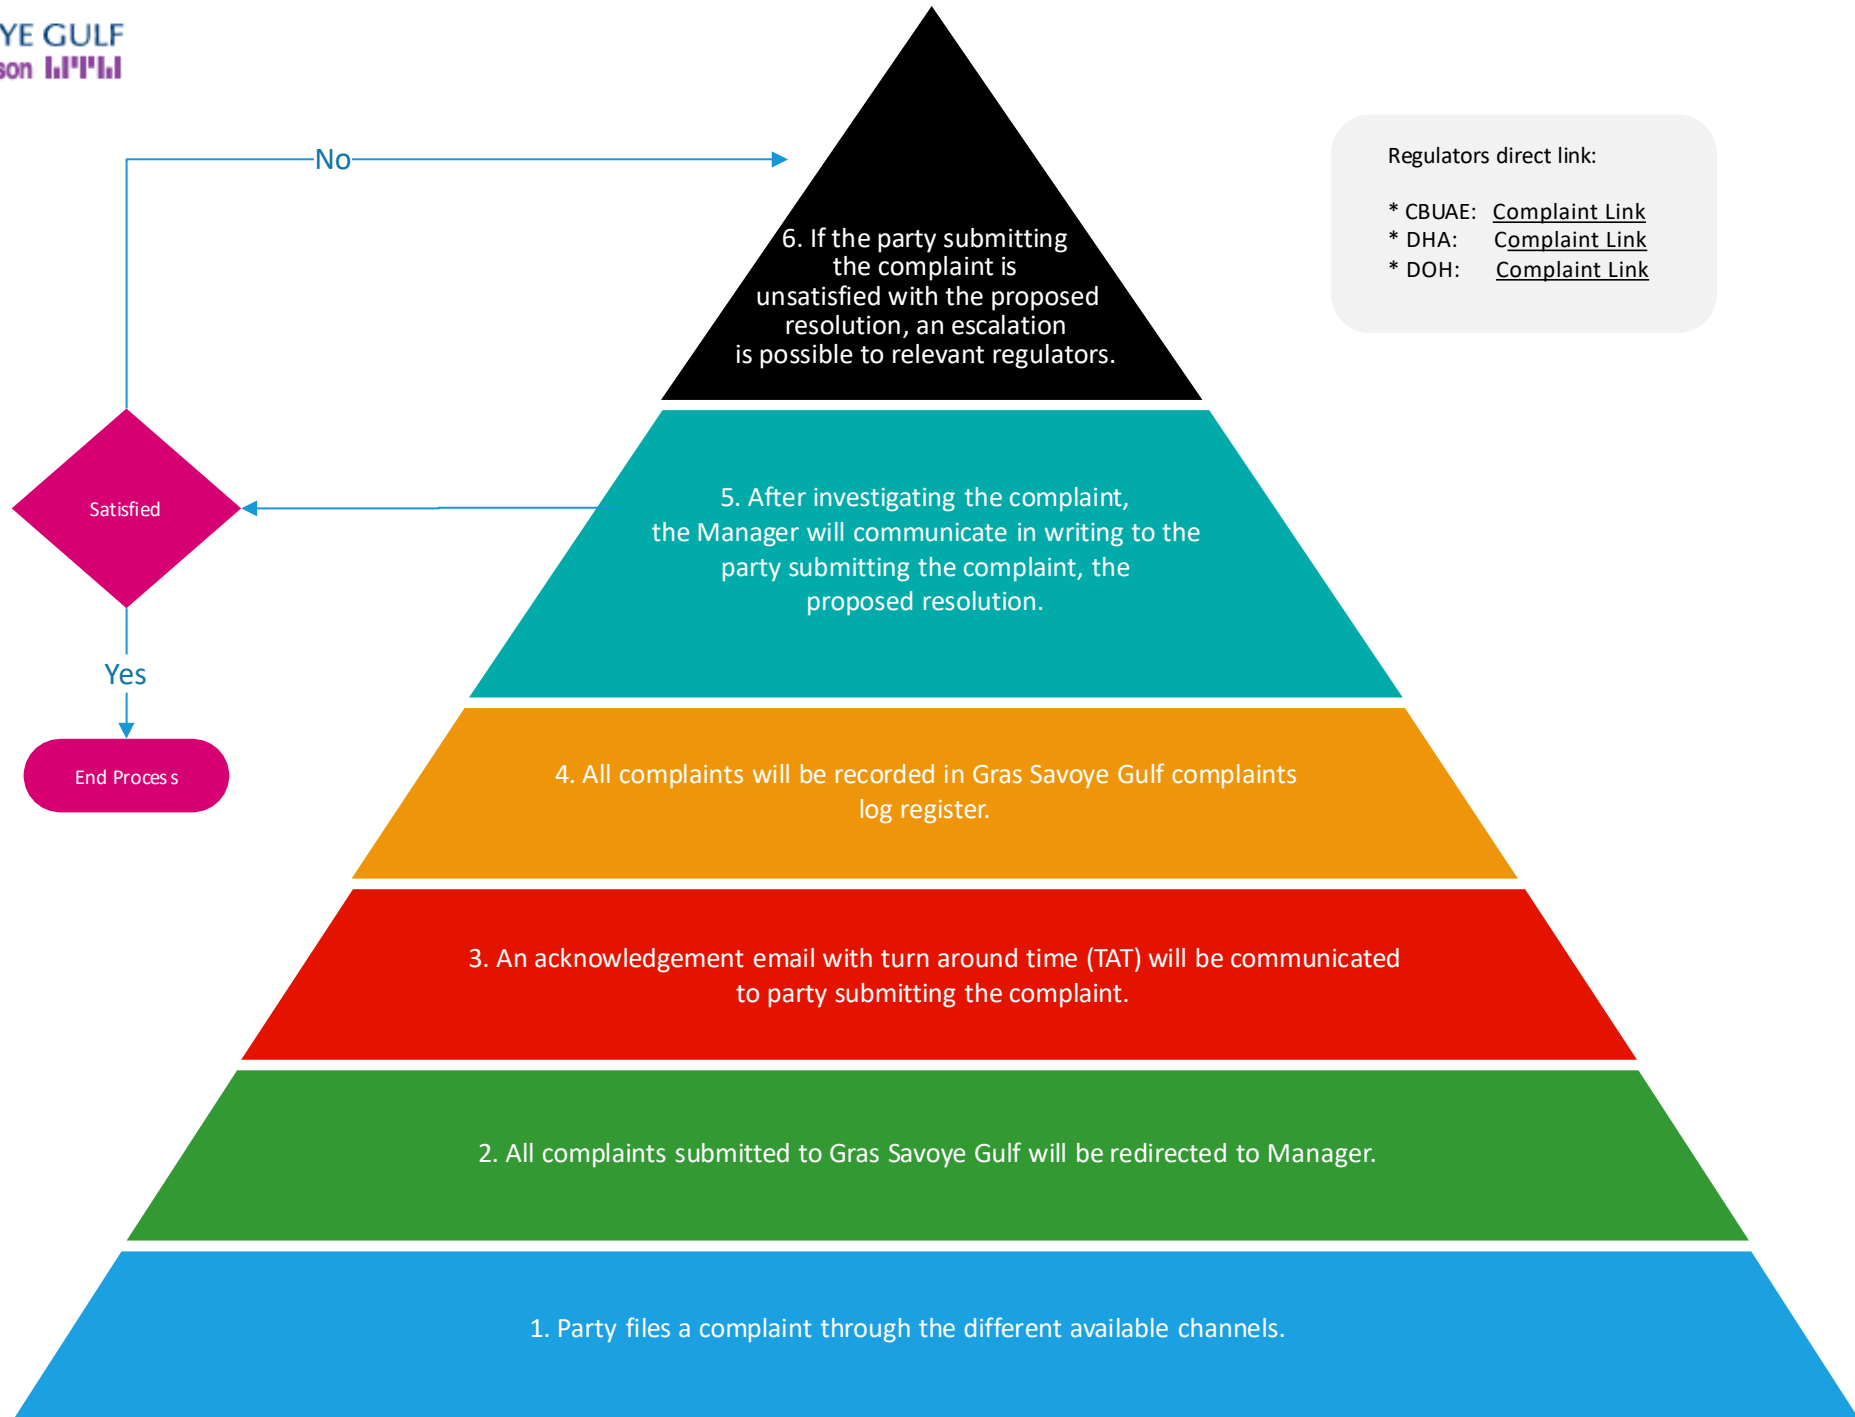 YE GULF
son
No
Regulators direct link:
* CBUAE: Complaint Link
* DHA: Complaint Link
* DOH: Complaint Link
6. If the party submitting
the complaint is
unsatisfied with the proposed
resolution, an escalation
is possible to relevant regulators.
Satisfied
5. After investigating the complaint,
the Manager will communicate in writing to the
party submitting the complaint, the
proposed resolution.
Yes
End Process
4. All complaints will be recorded in Gras Savoye Gulf complaints
log register.
3. An acknowledgement email with turn around time (TAT) will be communicated
to party submitting the complaint.
2. All complaints submitted to Gras Savoye Gulf will be redirected to Manager.
1. Party files a complaint through the different available channels.